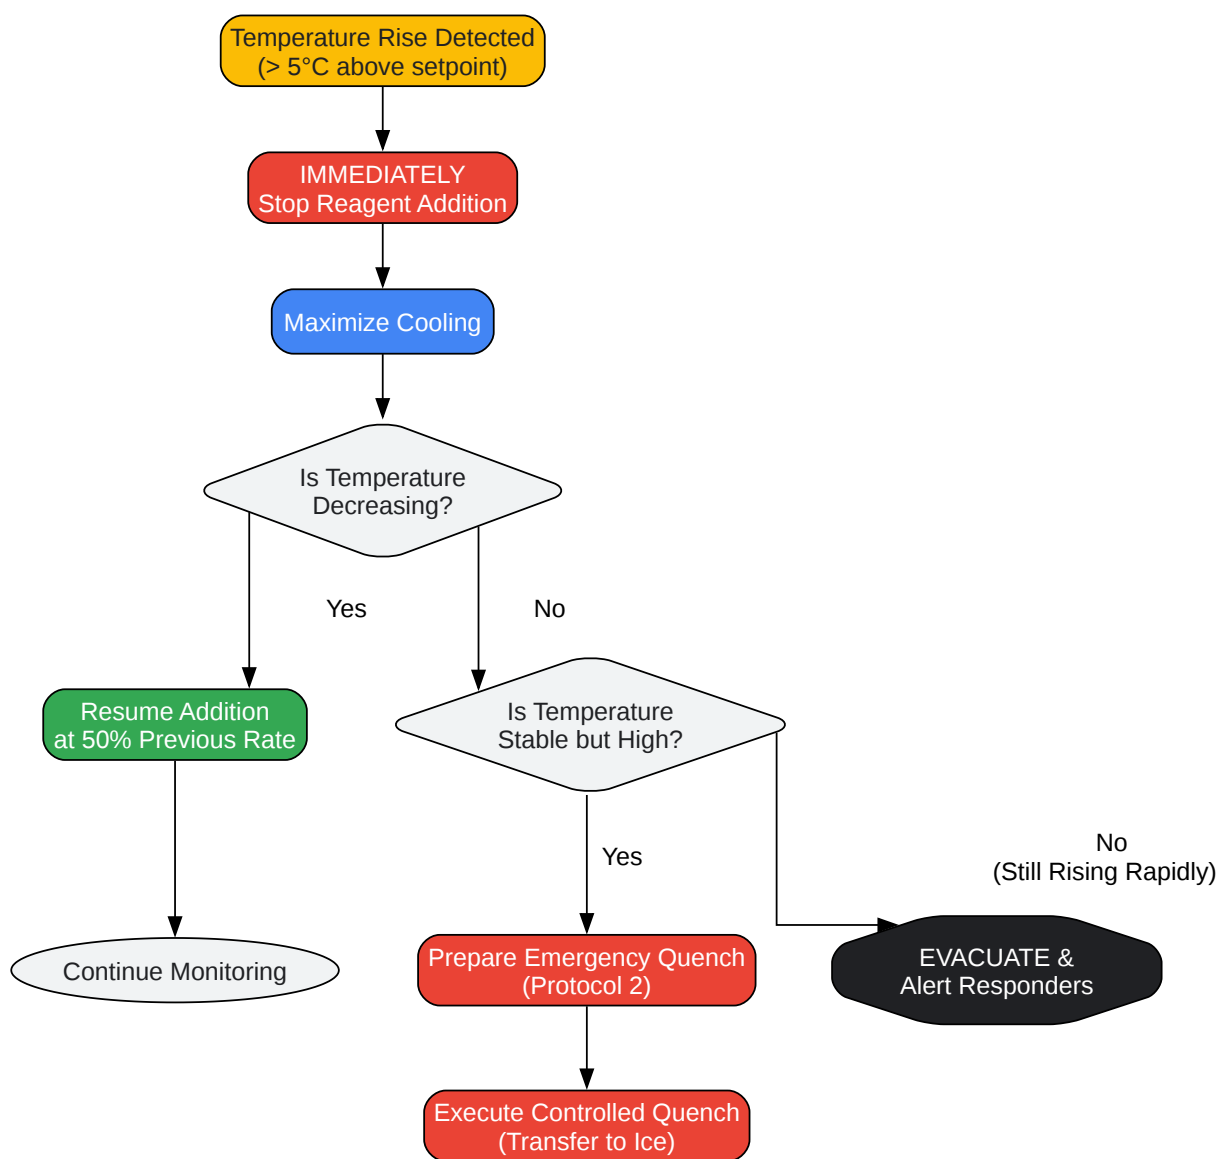 Temperature Rise Detected
(> 5°C above setpoint)
IMMEDIATELY
Stop Reagent Addition
Maximize Cooling
Is Temperature
Decreasing?
Yes
No
Resume Addition
at 50% Previous Rate
Is Temperature
Stable but High?
Yes
No
(Still Rising Rapidly)
Continue Monitoring
Prepare Emergency Quench
(Protocol 2)
EVACUATE &
Alert Responders
Execute Controlled Quench
(Transfer to Ice)